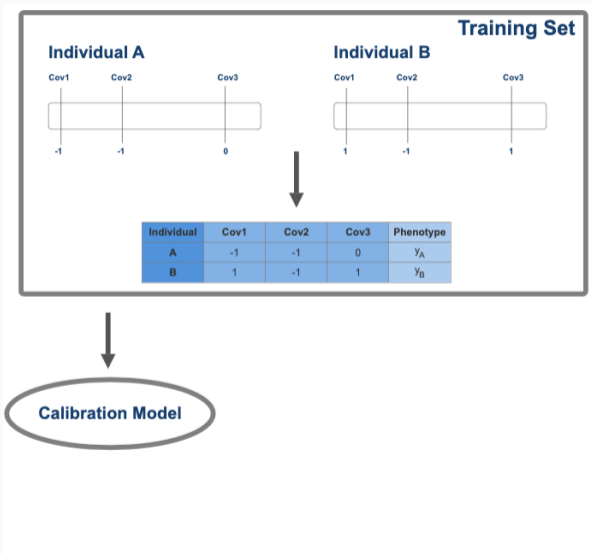 Training Set
Individual A
Individual B
Cov1 Cov2 Cov3
Cov1 Cov2 Cov3
-1 -1 0
1 -1 1
Individual Cov1 Cov2 Cov3 Phenotype
A -1 -1 0 yA
B 1 -1 1 yB
Calibration Model